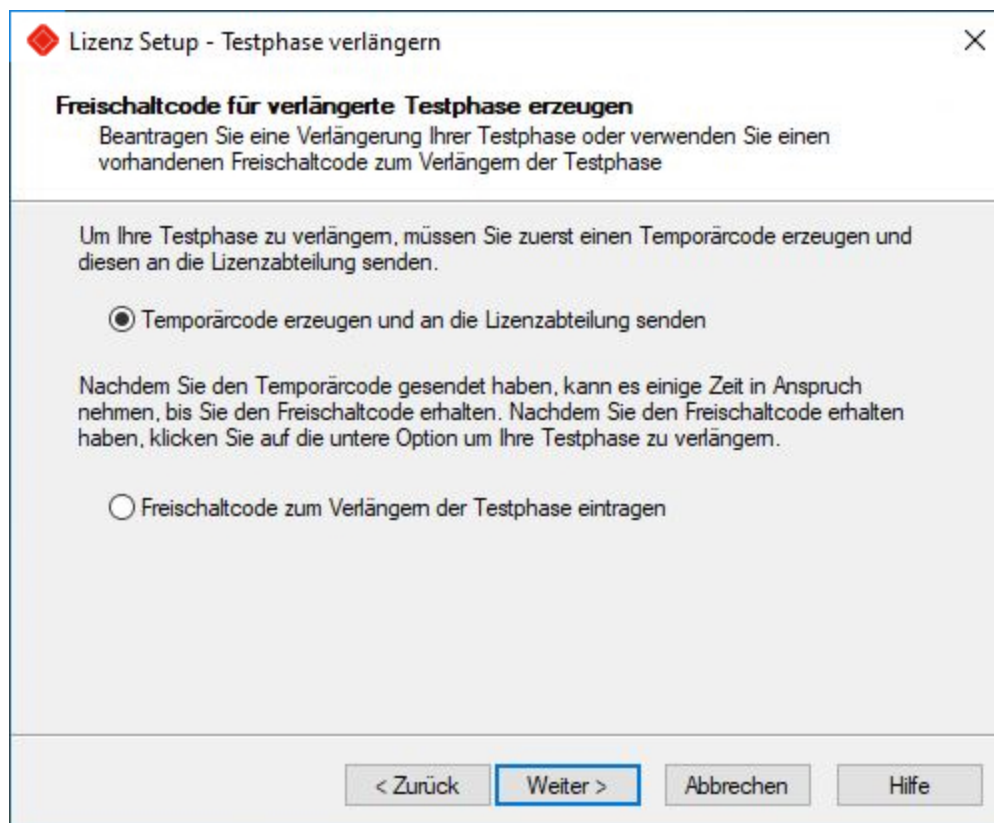 Lizenz Setup - Testphase verlängern
Freischaltcode für verlängerte Testphase erzeugen
Beantragen Sie eine Verlängerung Ihrer Testphase oder verwenden Sie einen
vorhandenen Freischaltcode zum Verlängern der Testphase
Um Ihre Testphase zu verlängern, müssen Sie zuerst einen Temporärcode erzeugen und
diesen an die Lizenzabteilung senden.
Temporärcode erzeugen und an die Lizenzabteilung senden
Nachdem Sie den Temporärcode gesendet haben, kann es einige Zeit in Anspruch
nehmen, bis Sie den Freischaltcode erhalten. Nachdem Sie den Freischaltcode erhalten
haben, klicken Sie auf die untere Option um Ihre Testphase zu verlängern.
Freischaltcode zum Verlängern der Testphase eintragen
< Zurück Weiter > Abbrechen Hilfe